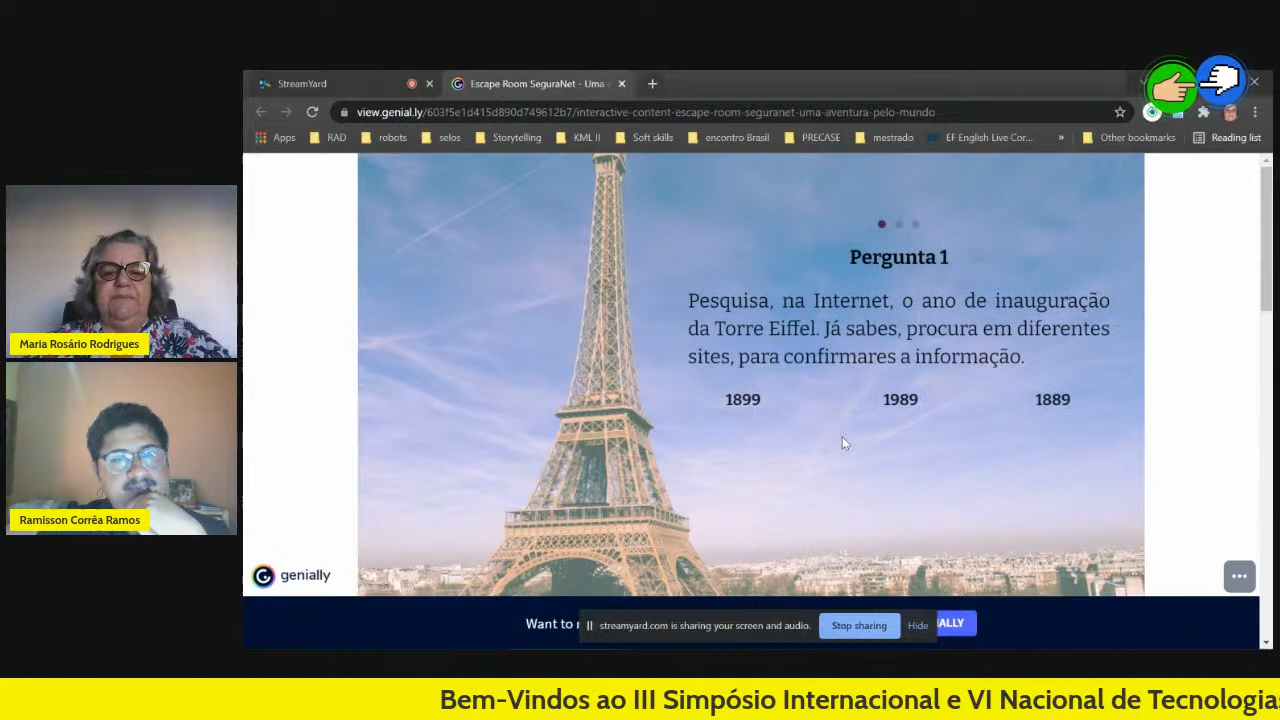 StreamYard
Escape Room SeguraNet - Uma
view.genial.ly/603f5e1d415d890d749612b7/interactive-content-escape-room-seguranet-uma-aventura-pelo-mundo
Apps RAD robots selos Storytelling KML II Soft skills encontro Brasil PRECASE mestrado EF English Live Cor... » Other bookmarks Reading list
Pergunta 1
Pesquisa, na Internet, o ano de inauguração
da Torre Eiffel. Já sabes, procura em diferentes
sites, para confirmares a informação.
1899 1989 1889
Maria Rosário Rodrigues
Ramisson Corrêa Ramos
genially
Want to
streamyard.com is sharing your screen and audio. Stop sharing Hide
IALLY
Bem-Vindos ao III Simpósio Internacional e VI Nacional de Tecnologia